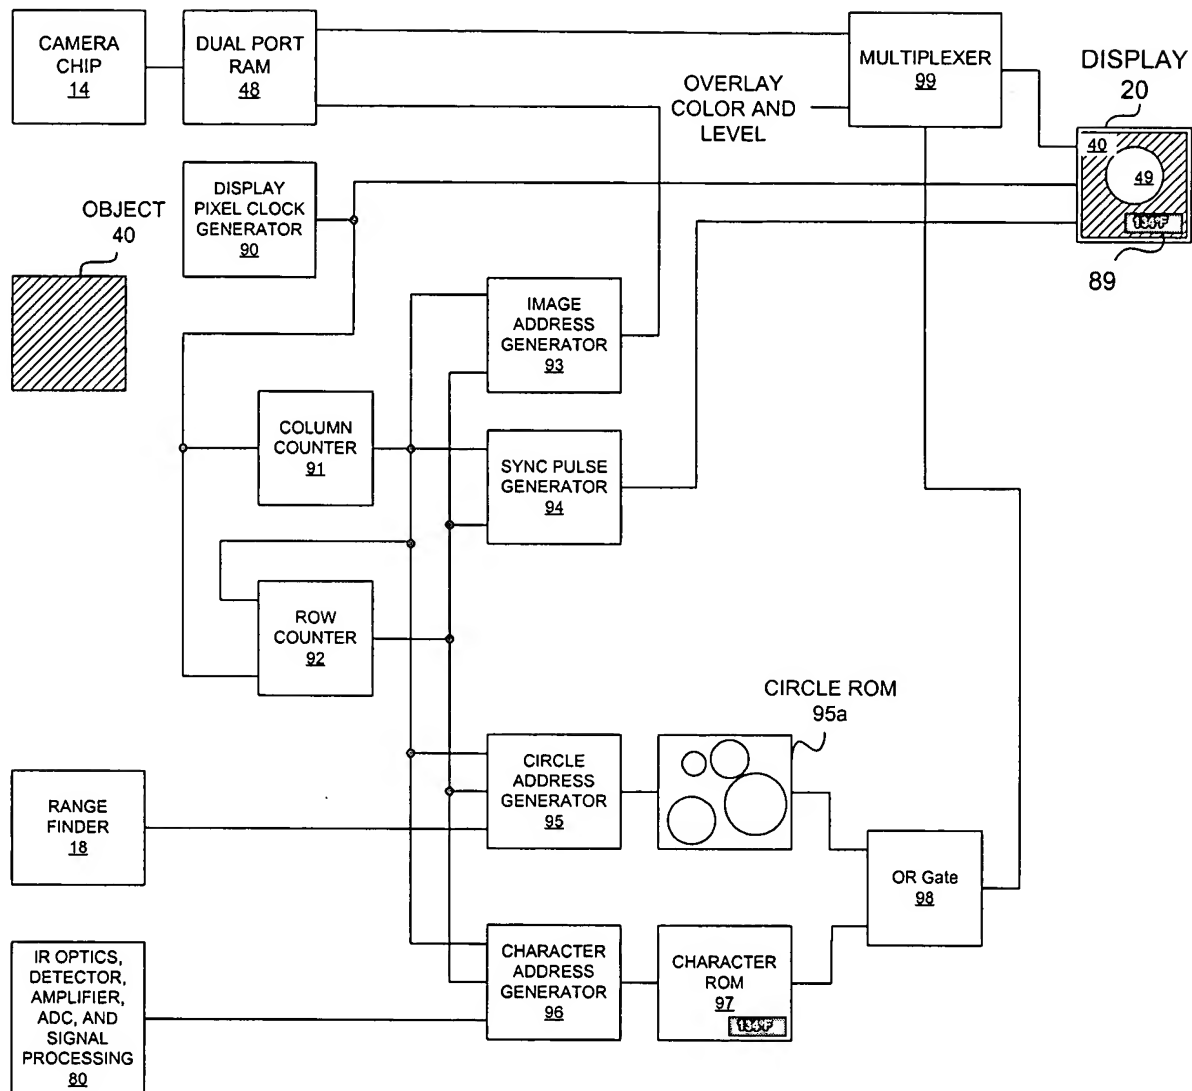 CAMERA
CHIP
14
DUAL PORT
RAM
48
MULTIPLEXER
99
DISPLAY
20
OVERLAY
COLOR AND
LEVEL
40
49
134°F
89
DISPLAY
PIXEL CLOCK
GENERATOR
90
OBJECT
40
IMAGE
ADDRESS
GENERATOR
93
COLUMN
COUNTER
91
SYNC PULSE
GENERATOR
94
ROW
COUNTER
92
CIRCLE ROM
95a
CIRCLE
ADDRESS
GENERATOR
95
RANGE
FINDER
18
OR Gate
98
IR OPTICS,
DETECTOR,
AMPLIFIER,
ADC, AND
SIGNAL
PROCESSING
80
CHARACTER
ADDRESS
GENERATOR
96
CHARACTER
ROM
97
134°F